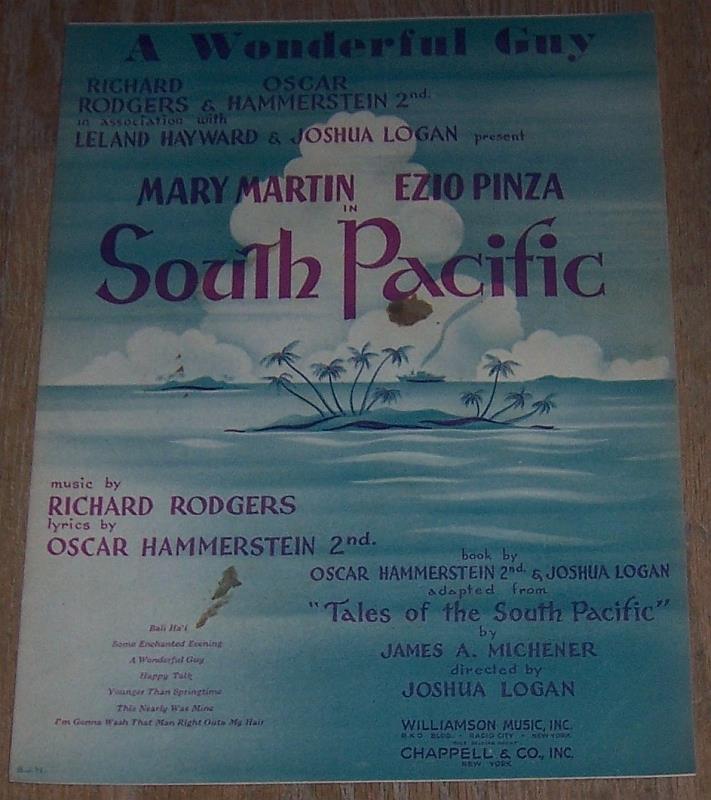 A Wonderful Guy
RICHARD OSCAR
RODGERS & HAMMERSTEIN 2nd.
in association with
LELAND HAYWARD & JOSHUA LOGAN present
MARY MARTIN EZIO PINZA
IN
South Pacific
music by
RICHARD RODGERS
lyrics by
OSCAR HAMMERSTEIN 2nd.
book by
OSCAR HAMMERSTEIN 2nd. & JOSHUA LOGAN
adapted from
"Tales of the South Pacific"
by
JAMES A. MICHENER
directed by
JOSHUA LOGAN
Bali Ha'i
Some Enchanted Evening
A Wonderful Guy
Happy Talk
Younger Than Springtime
This Nearly Was Mine
I'm Gonna Wash That Man Right Outa My Hair
WILLIAMSON MUSIC, INC.
RKO BLDG. • RADIO CITY • NEW YORK
CHAPPELL & CO., INC.
NEW YORK